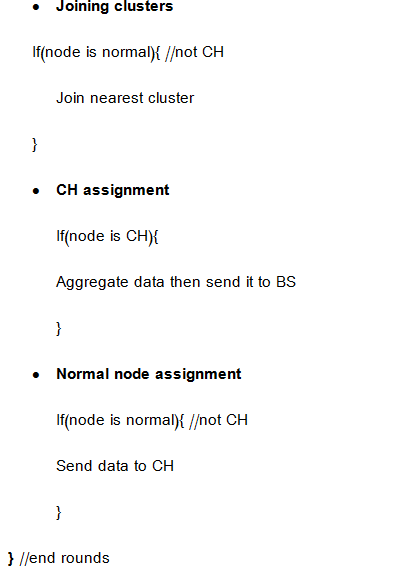 • Joining clusters
If(node is normal){ //not CH
Join nearest cluster
}
• CH assignment
If(node is CH){
Aggregate data then send it to BS
}
• Normal node assignment
If(node is normal){ //not CH
Send data to CH
}
} //end rounds